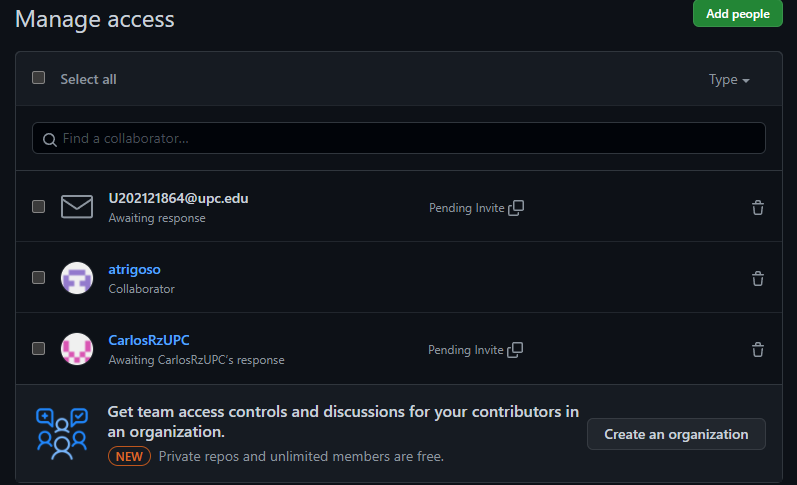 Manage access
Add people
Select all
Type
Find a collaborator...
U202121864@upc.edu
Awaiting response
Pending Invite
atrigoso
Collaborator
CarlosRzUPC
Awaiting CarlosRzUPC's response
Pending Invite
Get team access controls and discussions for your contributors in
an organization.
NEW Private repos and unlimited members are free.
Create an organization